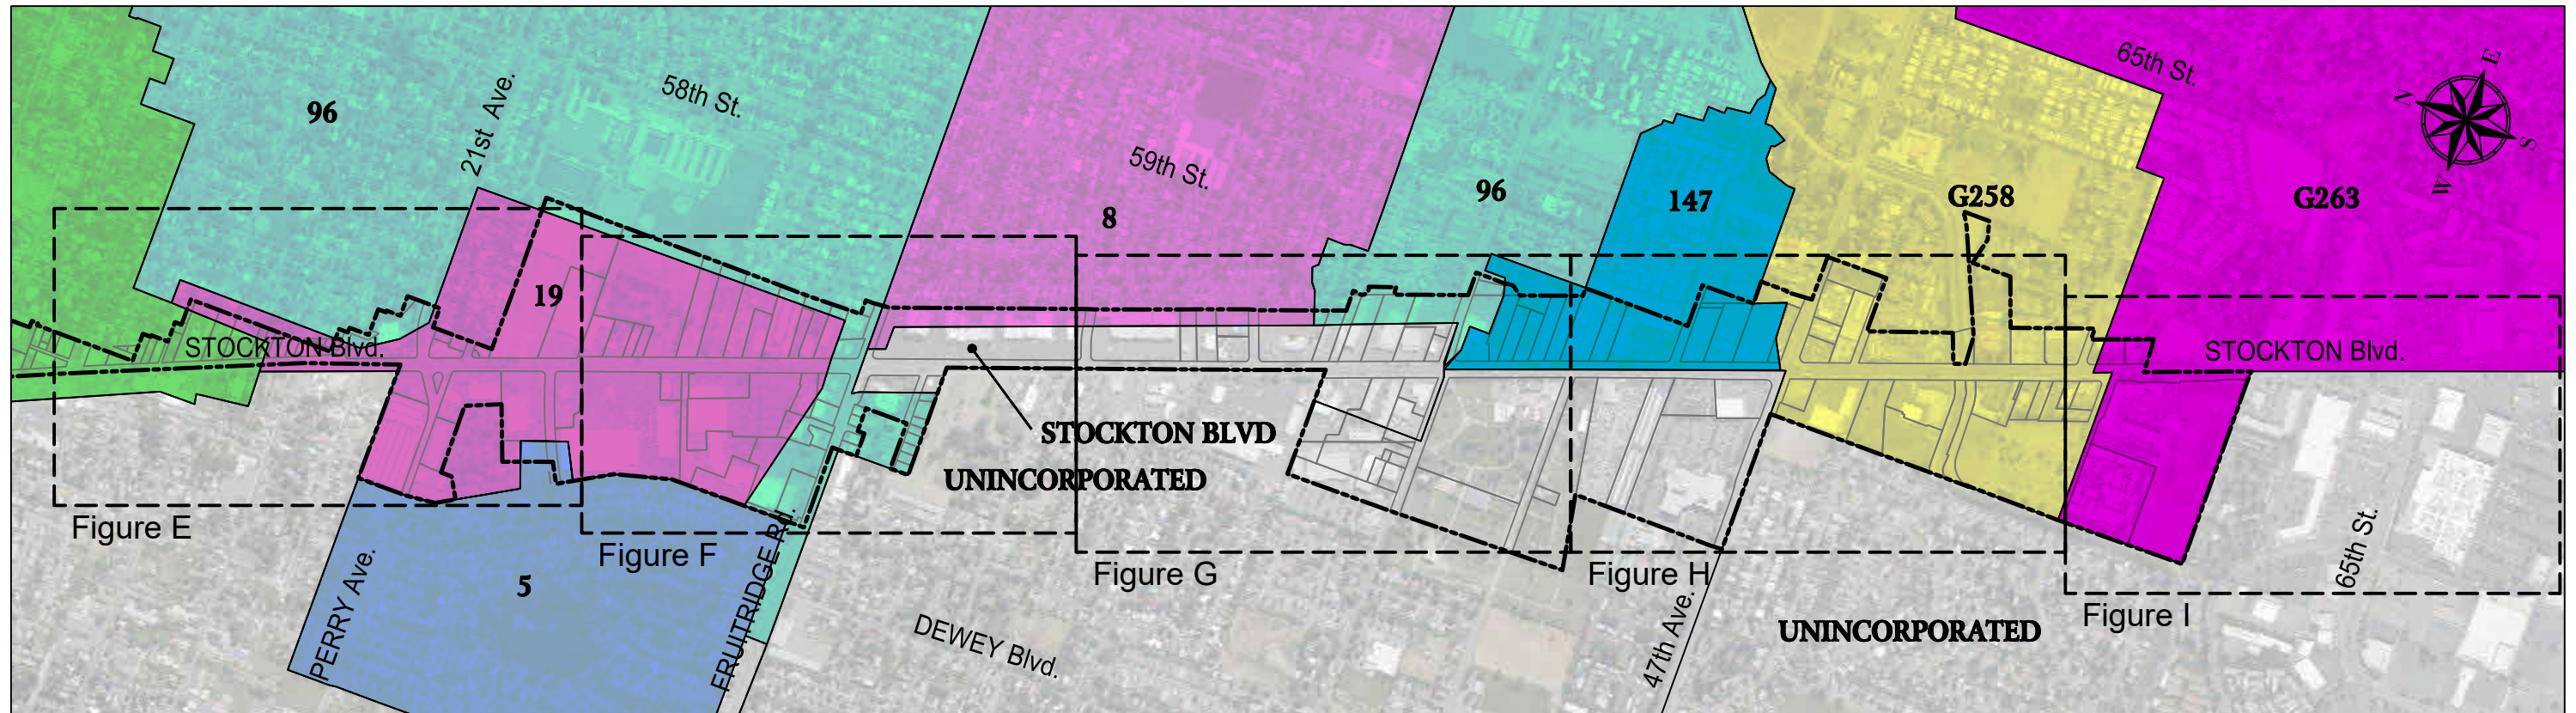 65th St.
E
N
S
W
58th St.
21st Ave.
96
59th St.
8
96
147
G258
G263
19
STOCKTON Blvd.
STOCKTON Blvd.
STOCKTON BLVD
UNINCORPORATED
Figure E
Figure F
Figure G
Figure H
Figure I
5
PERRY Ave.
FRUITRIDGE Rd.
DEWEY Blvd.
47th Ave.
UNINCORPORATED
65th St.